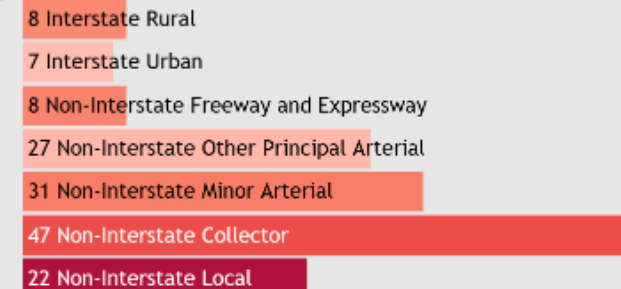 8 Interstate Rural
7 Interstate Urban
8 Non-Interstate Freeway and Expressway
27 Non-Interstate Other Principal Arterial
31 Non-Interstate Minor Arterial
47 Non-Interstate Collector
22 Non-Interstate Local